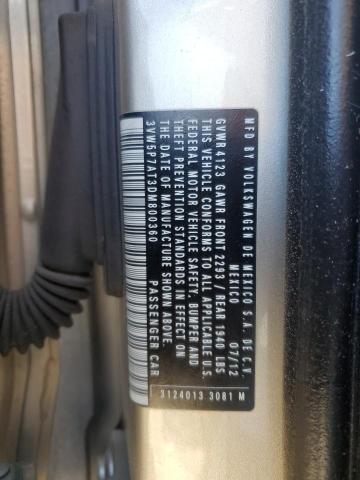 MFD BY VOLKSWAGEN DE MEXICO S.A. DE C.V.
MEXICO 07/12
GVWR 4123 GAWR FRONT 2293 / REAR 1940 LBS
THIS VEHICLE CONFORMS TO ALL APPLICABLE U.S.
FEDERAL MOTOR VEHICLE SAFETY, BUMPER AND
THEFT PREVENTION STANDARDS IN EFFECT ON
THE DATE OF MANUFACTURE SHOWN ABOVE.
3VW5P7AT3DM800360 PASSENGER CAR
3124013 3081 M